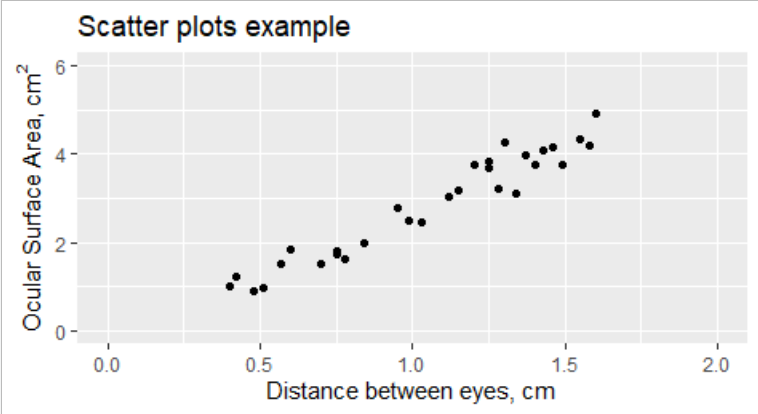 Scatter plots example
Ocular Surface Area, cm²
6
4
2
0
0.0 0.5 1.0 1.5 2.0
Distance between eyes, cm